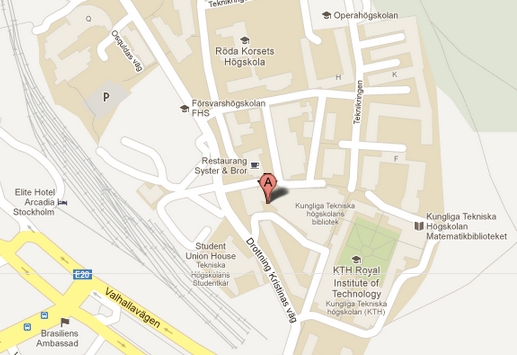 Teknikringen
Operahögskolan
Q
Osquldas väg
Röda Korsets
Högskola
H
K
P
Försvarshögskolan
FHS
Teknikringen
Restaurang
Syster & Bror
F
A
Elite Hotel
Arcadia
Stockholm
Kungliga Tekniska
högskolans
bibliotek
Kungliga Tekniska
Högskolan
Matematikbiblioteket
Student
Union House
Tekniska
Högskolans
Studentkår
Drottning Kristinas väg
KTH Royal
Institute of
Technology
Kungliga Tekniska
högskolan (KTH)
E20
Valhallavägen
Brasiliens
Ambassad